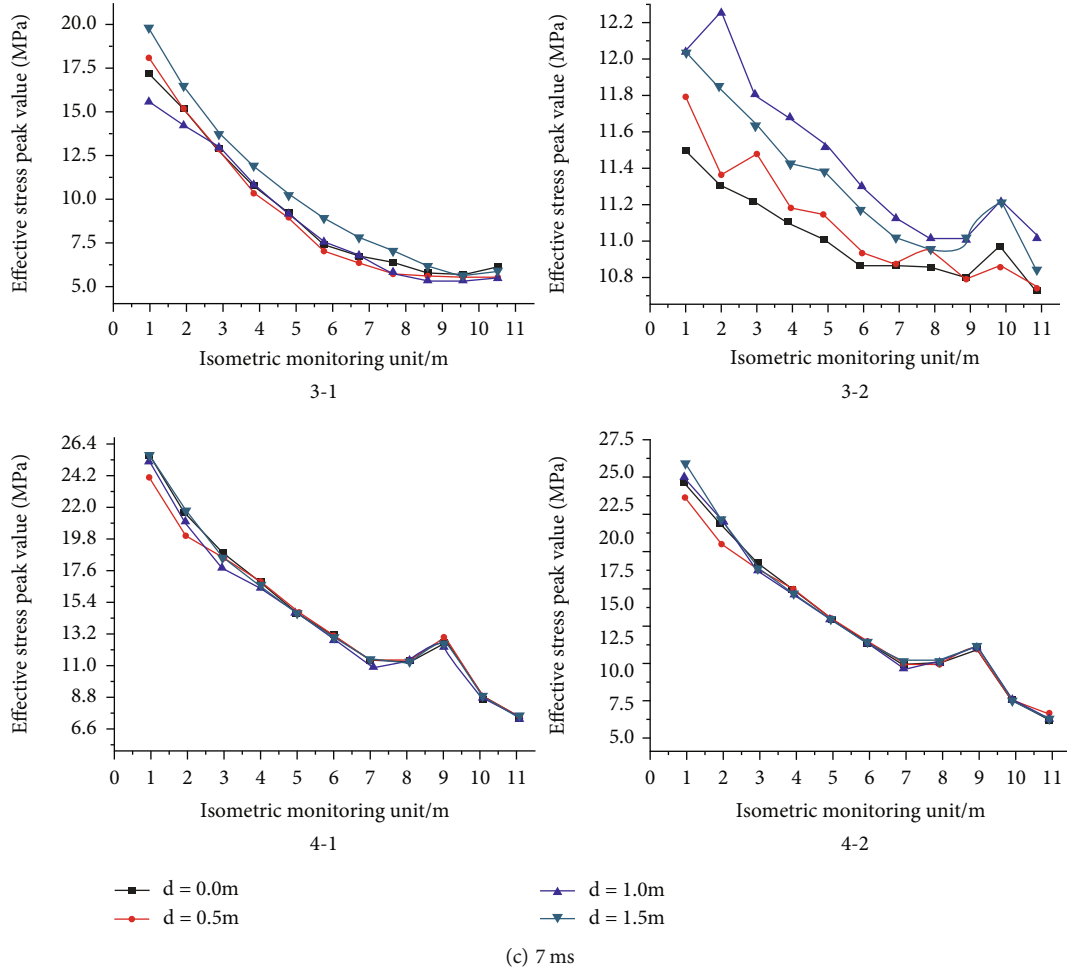 Effective stress peak value (MPa)
20.0
17.5
15.0
12.5
10.0
7.5
5.0
0 1 2 3 4 5 6 7 8 9 10 11
Isometric monitoring unit/m
3-1
Effective stress peak value (MPa)
12.2
12.0
11.8
11.6
11.4
11.2
11.0
10.8
0 1 2 3 4 5 6 7 8 9 10 11
Isometric monitoring unit/m
3-2
Effective stress peak value (MPa)
26.4
24.2
22.0
19.8
17.6
15.4
13.2
11.0
8.8
6.6
0 1 2 3 4 5 6 7 8 9 10 11
Isometric monitoring unit/m
4-1
Effective stress peak value (MPa)
27.5
25.0
22.5
20.0
17.5
15.0
12.5
10.0
7.5
5.0
0 1 2 3 4 5 6 7 8 9 10 11
Isometric monitoring unit/m
4-2
d = 0.0m
d = 0.5m
d = 1.0m
d = 1.5m
(c) 7 ms